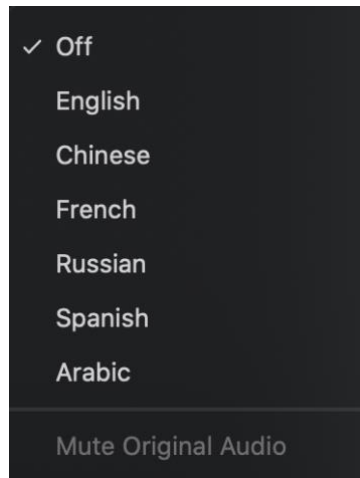 ✓ Off
English
Chinese
French
Russian
Spanish
Arabic
Mute Original Audio